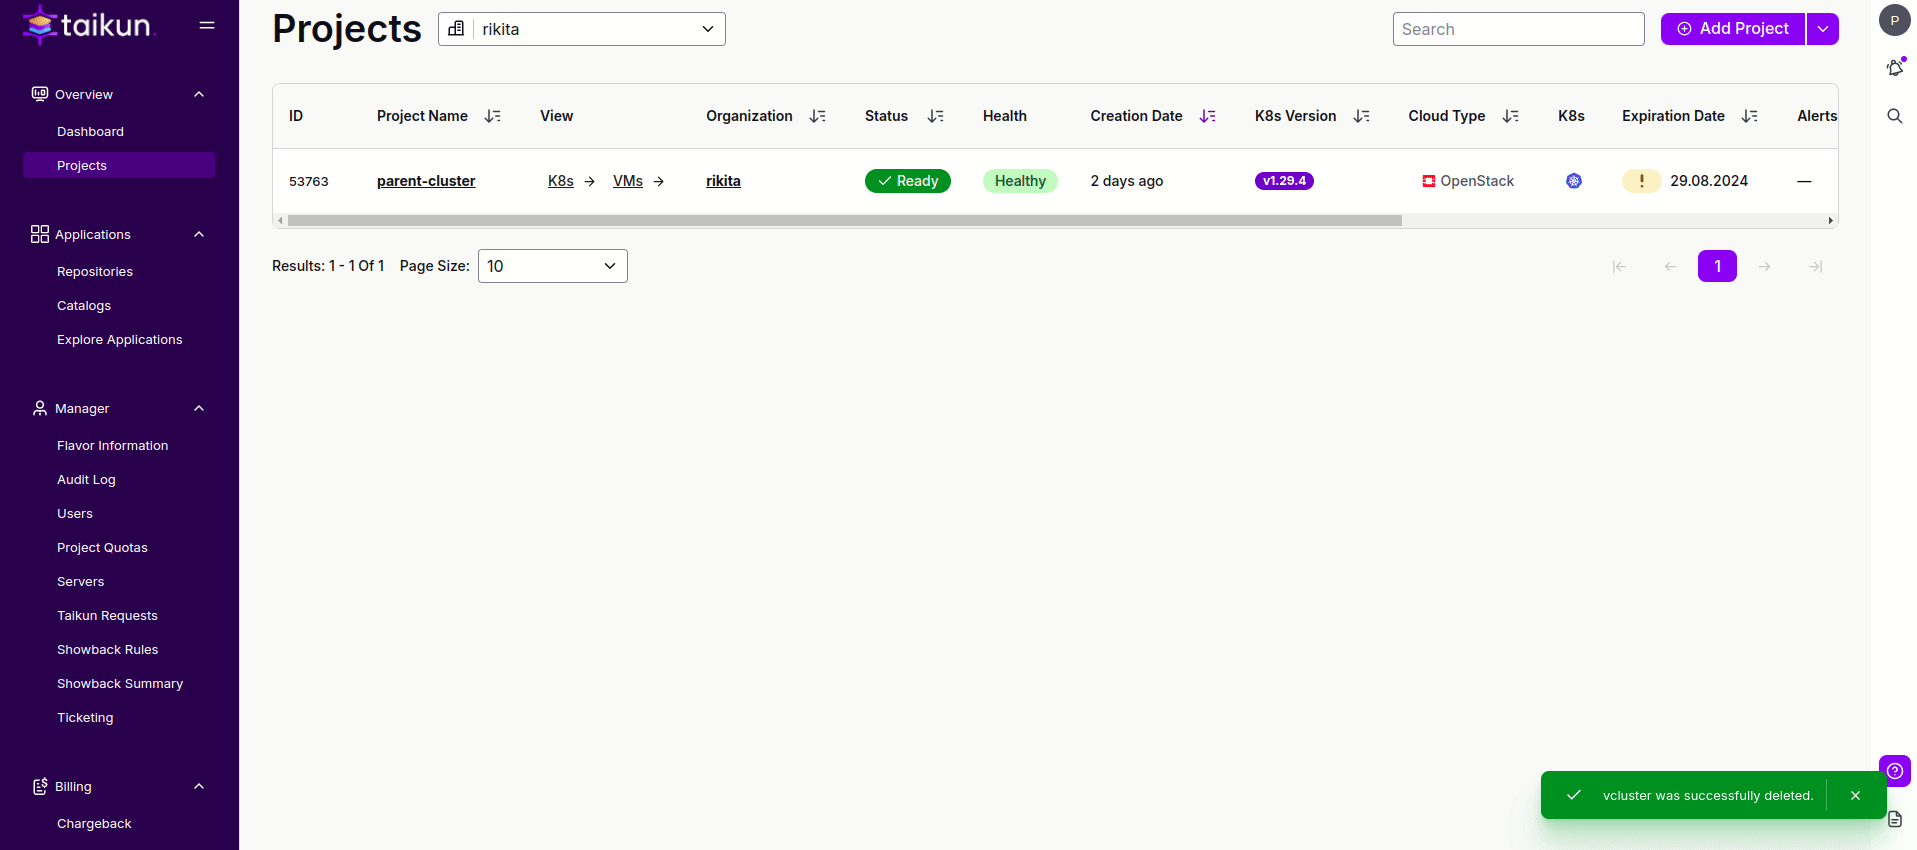 taikun.
Overview
Dashboard
Projects
Applications
Repositories
Catalogs
Explore Applications
Manager
Flavor Information
Audit Log
Users
Project Quotas
Servers
Taikun Requests
Showback Rules
Showback Summary
Ticketing
Billing
Chargeback
Projects
rikita
Search
Add Project
P
ID Project Name View Organization Status Health Creation Date K8s Version Cloud Type K8s Expiration Date Alerts
53763 parent-cluster K8s → VMs → rikita Ready Healthy 2 days ago v1.29.4 OpenStack ! 29.08.2024 —
Results: 1 - 1 Of 1 Page Size: 10
1
vcluster was successfully deleted.